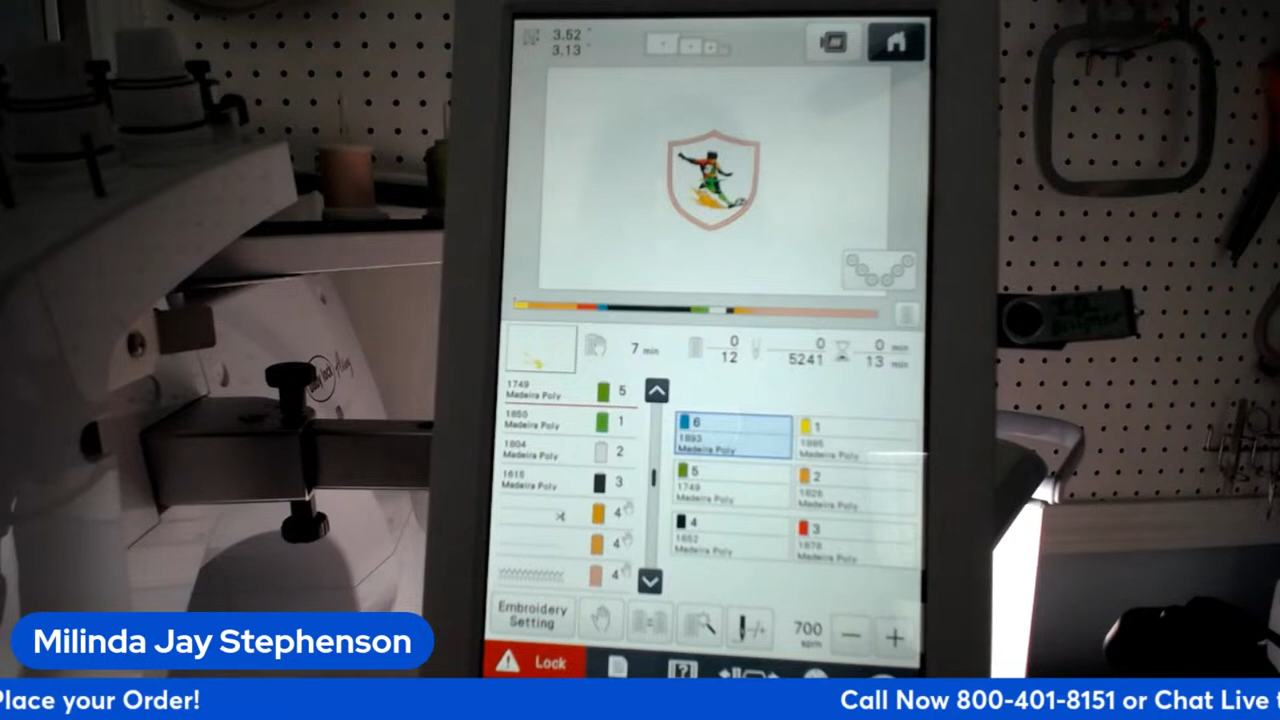 3.52"
3.13"
7 min
0 0 0 min
12 5241 13 min
1749 5
Madeira Poly
1850 1
Madeira Poly
1804 2
Madeira Poly
1615 3
Madeira Poly
4
4
4
6 1
1893
Madeira Poly Madeira Poly
5 2
1749
Madeira Poly Madeira Poly
4 3
1652 1678
Madeira Poly Madeira Poly
Embroidery
Setting
700
spm
Lock
Milinda Jay Stephenson
Place your Order!
Call Now 800-401-8151 or Chat Live t